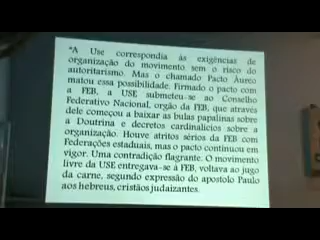 "A Use correspondia às exigências de
organização do movimento sem o risco do
autoritarismo. Mas o chamado Pacto Áureo
matou essa possibilidade. Firmado o pacto com
a FEB, a USE submeteu-se ao Conselho
Federativo Nacional, orgão da FEB, que através
dele começou a baixar as bulas papalinas sobre
a Doutrina e decretos cardinalícios sobre a
organização. Houve atritos sérios da FEB com
Federações estaduais, mas o pacto continuou em
vigor. Uma contradição flagrante. O movimento
livre da USE entregava-se à FEB, voltava ao jugo
da carne, segundo expressão do apostolo Paulo
aos hebreus, cristãos judaizantes.